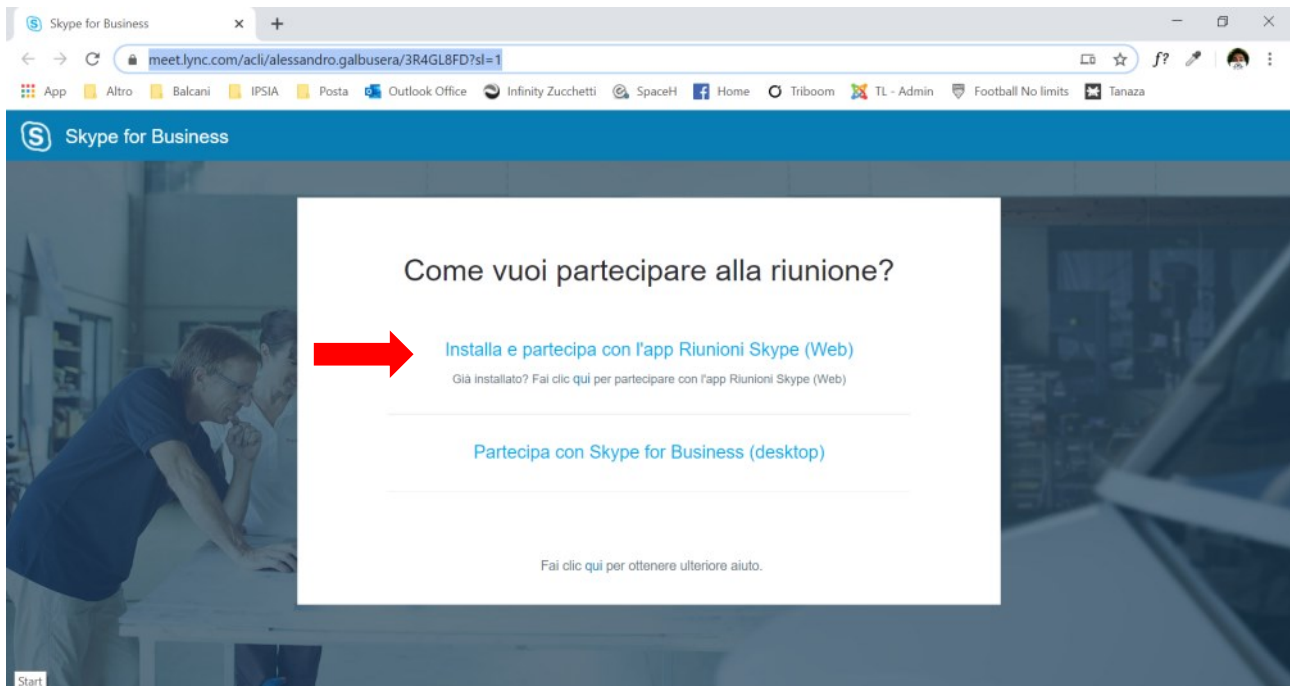 Skype for Business
meet.lync.com/acli/alessandro.galbusera/3R4GL8FD?sl=1
f?
App Altro Balcani IPSIA Posta Outlook Office Infinity Zucchetti SpaceH Home Triboom TL - Admin Football No limits Tanaza
Skype for Business
Come vuoi partecipare alla riunione?
Installa e partecipa con l'app Riunioni Skype (Web)
Già installato? Fai clic qui per partecipare con l'app Riunioni Skype (Web)
Partecipa con Skype for Business (desktop)
Fai clic qui per ottenere ulteriore aiuto.
Start